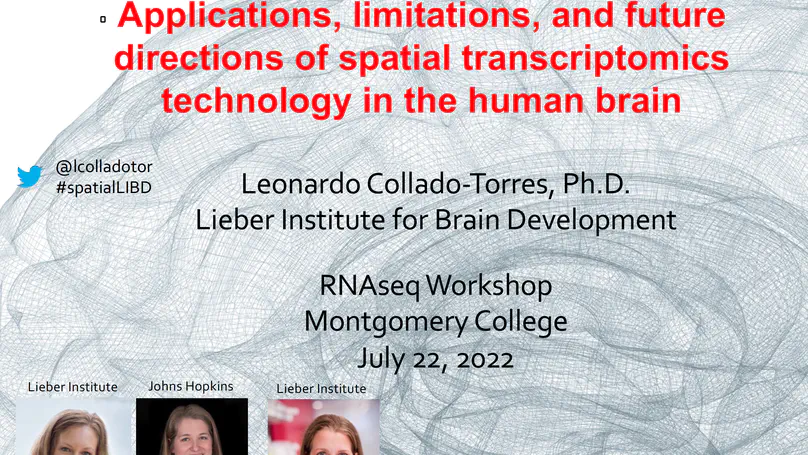 Applications, limitations, and future
directions of spatial transcriptomics
technology in the human brain
@lcolladotor
#spatialLIBD
Leonardo Collado-Torres, Ph.D.
Lieber Institute for Brain Development
RNAseq Workshop
Montgomery College
July 22, 2022
Lieber Institute
Johns Hopkins
Lieber Institute